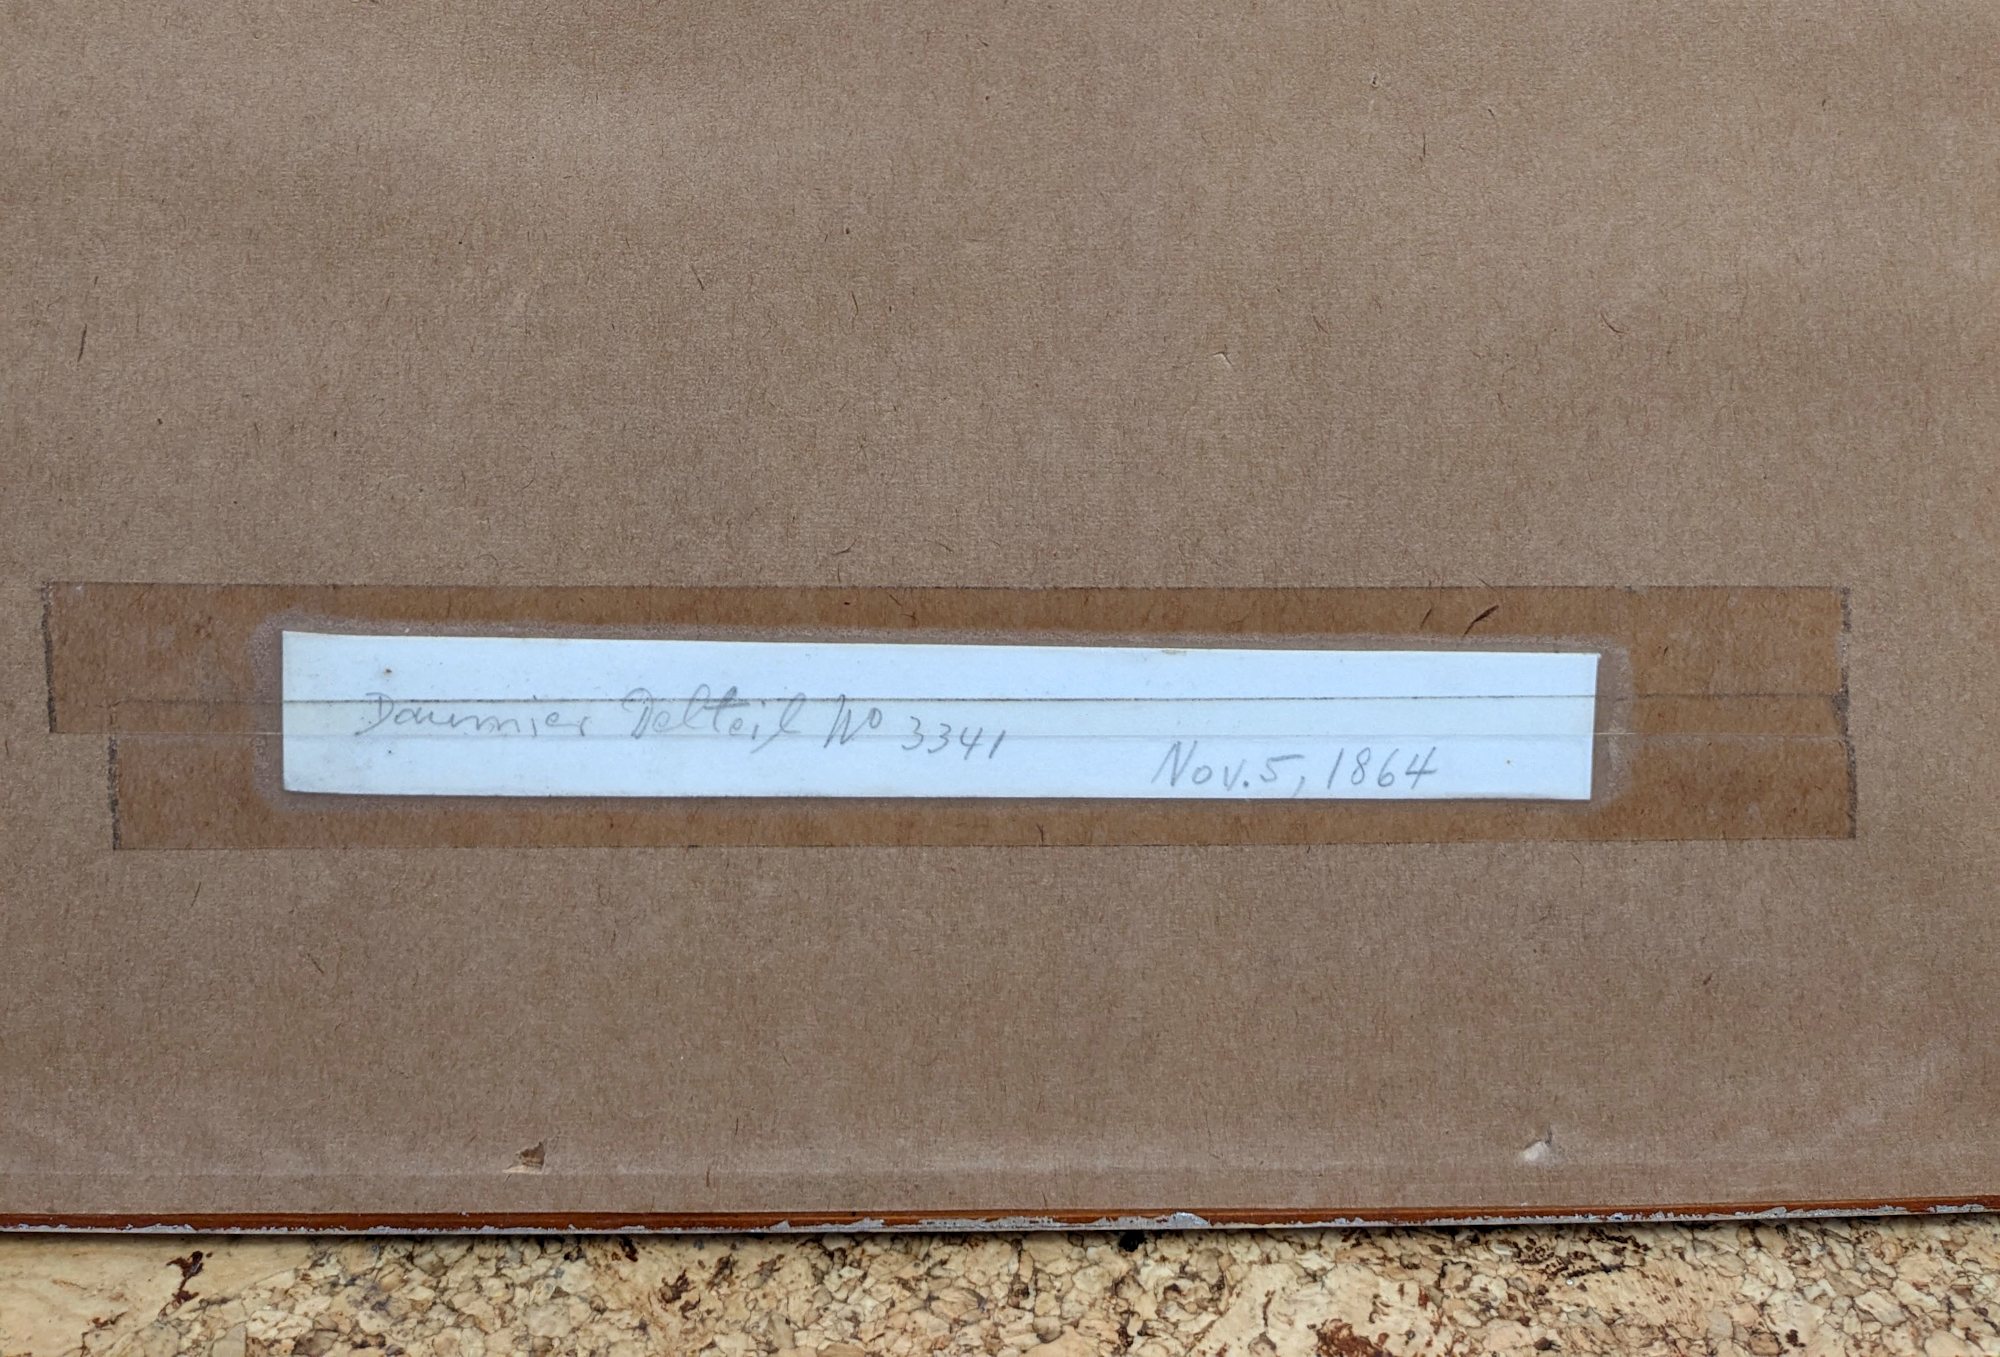 Daumier Delteil No 3341
Nov. 5, 1864